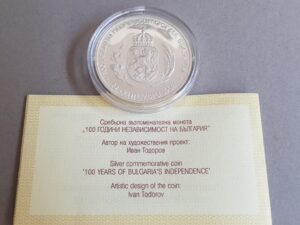 Сребърна възпоменателна монета
„100 ГОДИНИ НЕЗАВИСИМОСТ НА БЪЛГАРИЯ"
Автор на художествения проект:
Иван Тодоров
Silver commemorative coin
'100 YEARS OF BULGARIA'S INDEPENDENCE'
Artistic design of the coin:
Ivan Todorov